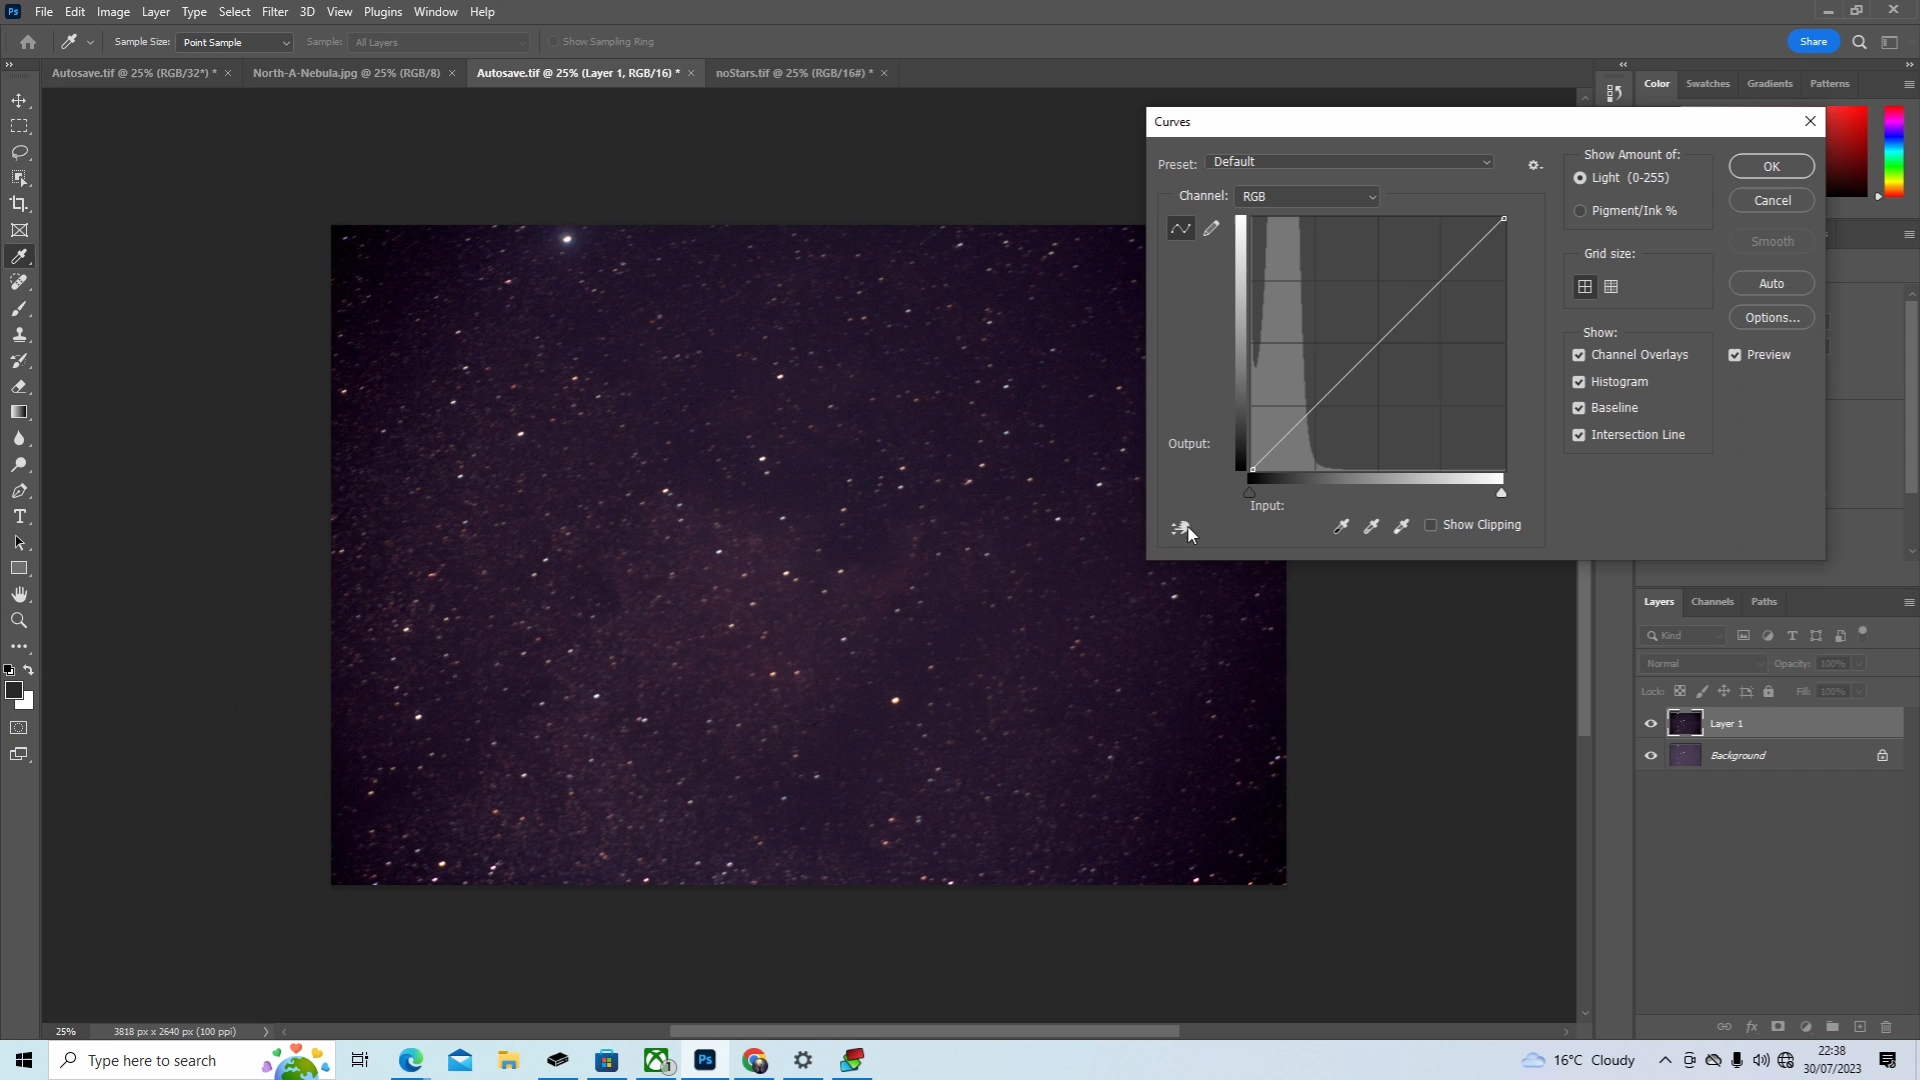 Ps File Edit Image Layer Type Select Filter 3D View Plugins Window Help
Sample Size: Point Sample Sample: All Layers Show Sampling Ring Share
Autosave.tif @ 25% (RGB/32*) * North-A-Nebula.jpg @ 25% (RGB/8) Autosave.tif @ 25% (Layer 1, RGB/16) * noStars.tif @ 25% (RGB/16#) *
Color Swatches Gradients Patterns
Curves
Preset: Default
Channel: RGB
Output:
Input:
Show Clipping
Show Amount of:
Light (0-255)
Pigment/Ink %
Grid size:
Show:
Channel Overlays
Histogram
Baseline
Intersection Line
OK
Cancel
Smooth
Auto
Options...
Preview
Layers Channels Paths
Kind
Normal Opacity: 100%
Lock: Fill: 100%
Layer 1
Background
fx
25% 3818 px x 2640 px (100 ppi)
Type here to search
1
Ps
16°C Cloudy
22:38
30/07/2023